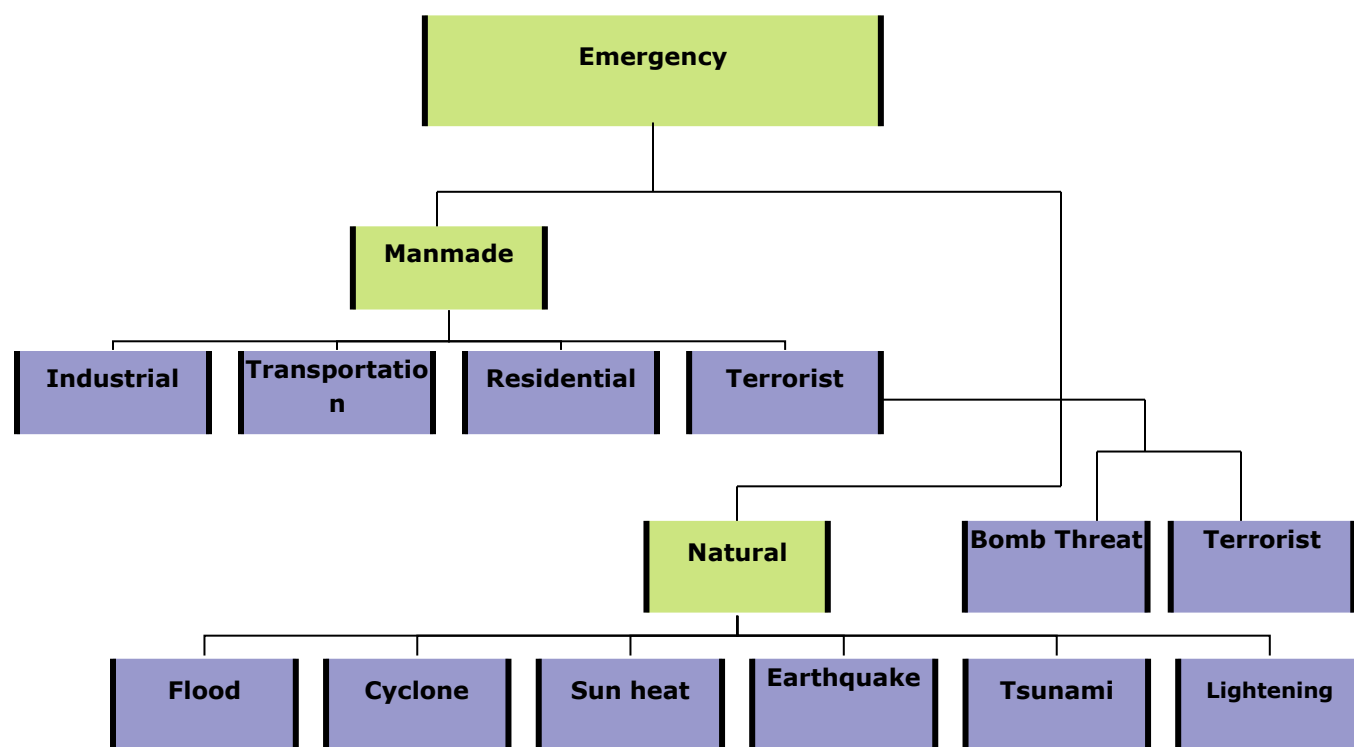 Emergency
Manmade
Industrial
Transportatio
n
Residential
Terrorist
Natural
Bomb Threat
Terrorist
Flood
Cyclone
Sun heat
Earthquake
Tsunami
Lightening